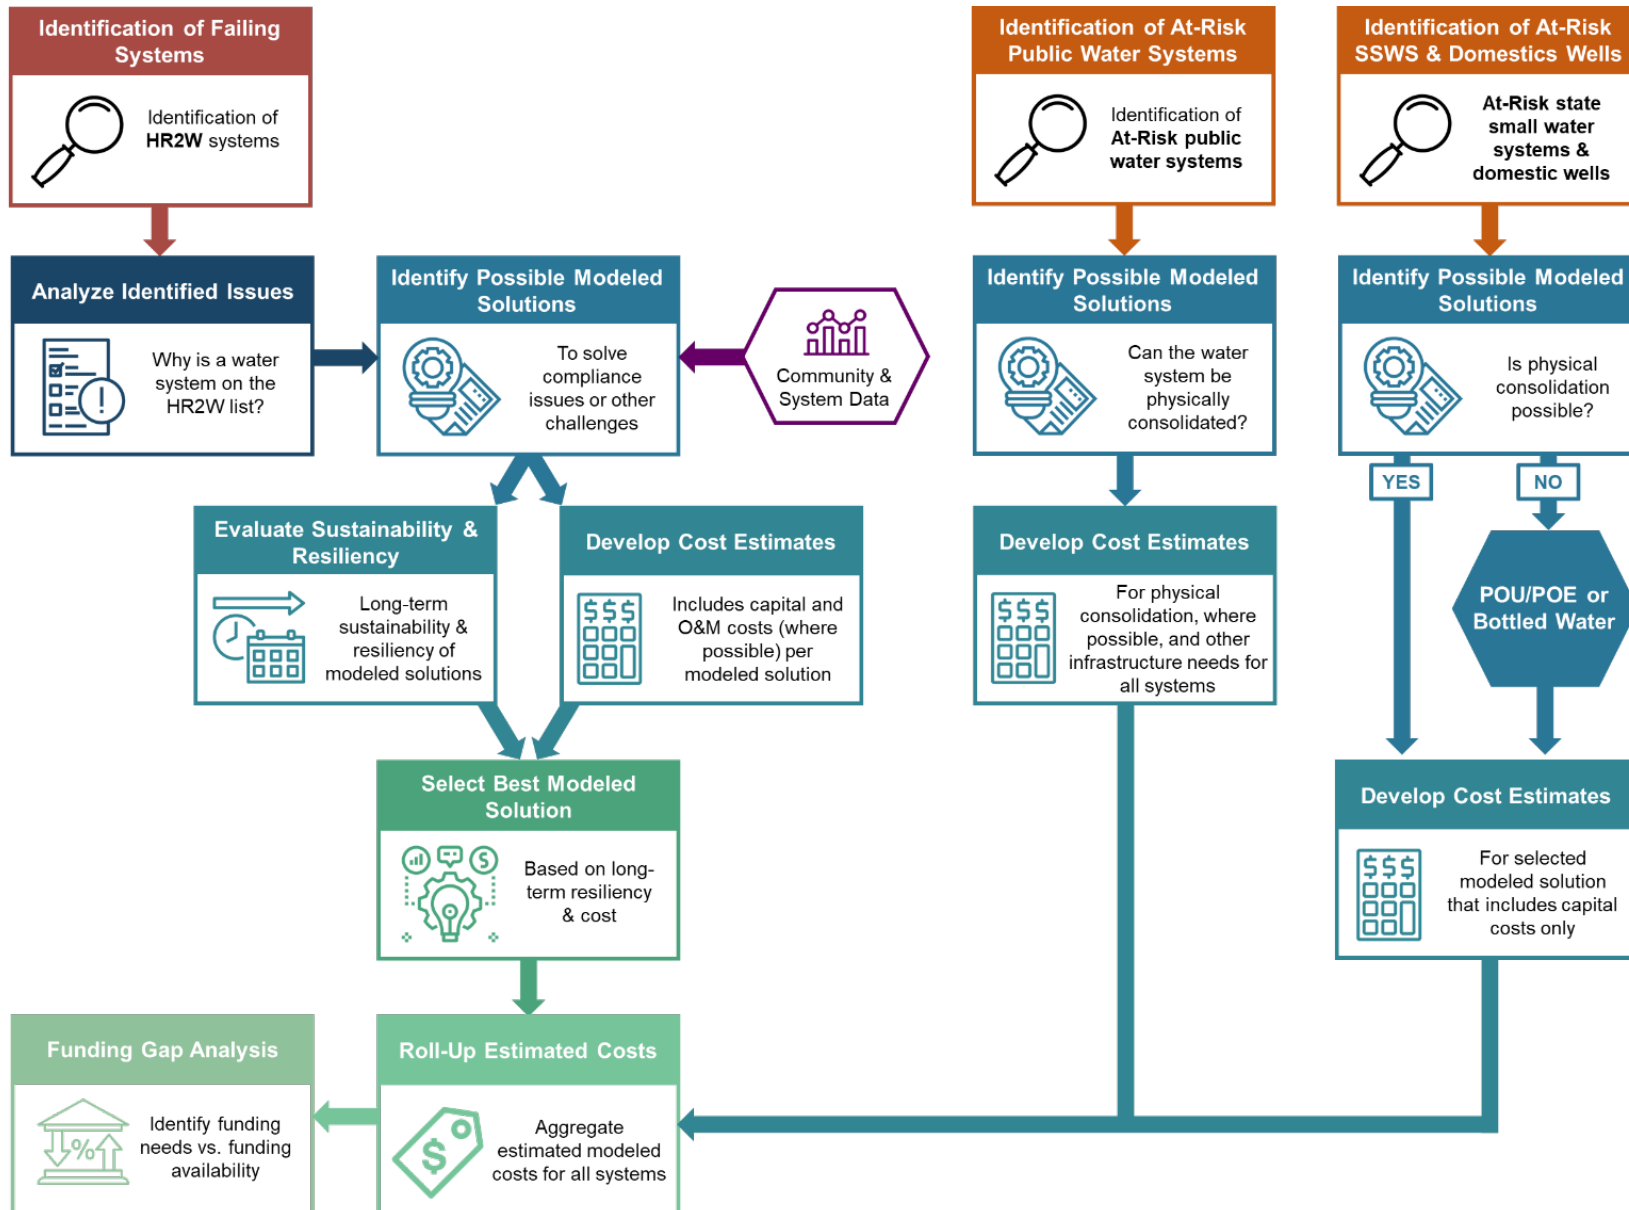 Identification of Failing
Systems
Identification of
HR2W systems
Identification of At-Risk
Public Water Systems
Identification of
At-Risk public
water systems
Identification of At-Risk
SSWS & Domestics Wells
At-Risk state
small water
systems &
domestic wells
Analyze Identified Issues
Why is a water
system on the
HR2W list?
Identify Possible Modeled
Solutions
To solve
compliance
issues or other
challenges
Community &
System Data
Identify Possible Modeled
Solutions
Can the water
system be
physically
consolidated?
Identify Possible Modeled
Solutions
Is physical
consolidation
possible?
YES
NO
Evaluate Sustainability &
Resiliency
Long-term
sustainability &
resiliency of
modeled solutions
Develop Cost Estimates
$$$
Includes capital and
O&M costs (where
possible) per
modeled solution
Develop Cost Estimates
$$$
For physical
consolidation, where
possible, and other
infrastructure needs for
all systems
POU/POE or
Bottled Water
Select Best Modeled
Solution
$
Based on long-
term resiliency
& cost
Develop Cost Estimates
$$$
For selected
modeled solution
that includes capital
costs only
Funding Gap Analysis
%
Identify funding
needs vs. funding
availability
Roll-Up Estimated Costs
$
Aggregate
estimated modeled
costs for all systems